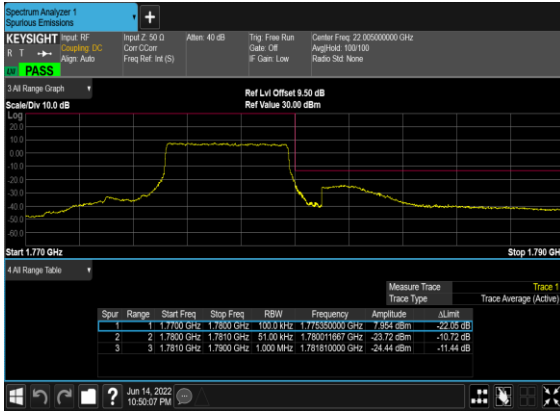 Spectrum Analyzer 1
Spurious Emissions
KEYSIGHT Input: RF Input Z: 50 Ω Atten: 40 dB Trig: Free Run Center Freq: 22.005000000 GHz
R T Coupling: DC Corr CCorr Gate: Off Avg|Hold: 100/100
Align: Auto Freq Ref: Int (S) IF Gain: Low Radio Std: None
PASS
3 All Range Graph
Ref Lvl Offset 9.50 dB
Scale/Div 10.0 dB Ref Value 30.00 dBm
Log
20.0
10.0
0.00
-10.0
-20.0
-30.0
-40.0
-50.0
-60.0
Start 1.770 GHz Stop 1.790 GH
4 All Range Table
Measure Trace Trace 1
Trace Type Trace Average (Active)
Spur Range Start Freq Stop Freq RBW Frequency Amplitude ΔLimit
1 1 1.7700 GHz 1.7800 GHz 100.0 kHz 1.775350000 GHz 7.954 dBm -22.05 dB
2 2 1.7800 GHz 1.7810 GHz 51.00 kHz 1.780011667 GHz -23.72 dBm -10.72 dB
3 3 1.7810 GHz 1.7900 GHz 1.000 MHz 1.781810000 GHz -24.44 dBm -11.44 dB
Jun 14, 2022
10:50:07 PM